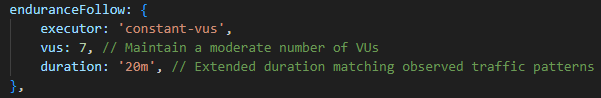 enduranceFollow: {
    executor: 'constant-vus',
    vus: 7, // Maintain a moderate number of VUs
    duration: '20m', // Extended duration matching observed traffic patterns
},